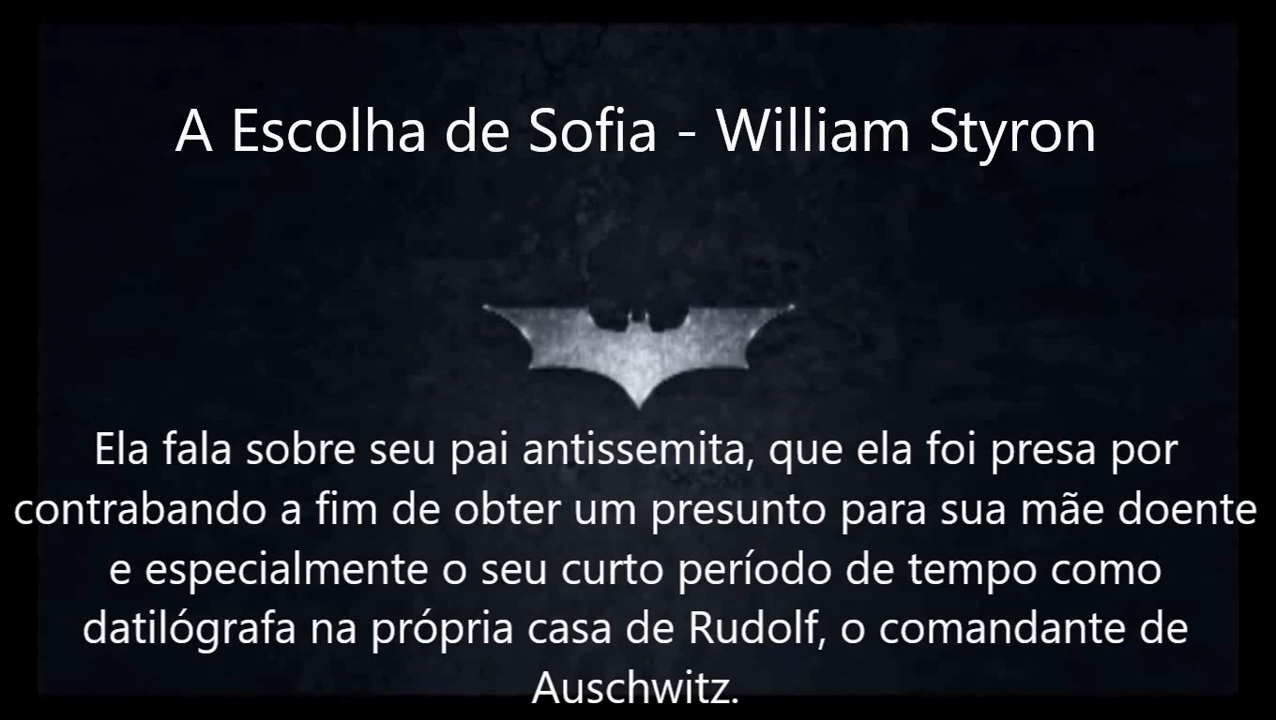 A Escolha de Sofia - William Styron
Ela fala sobre seu pai antissemita, que ela foi presa por
contrabando a fim de obter um presunto para sua mãe doente
e especialmente o seu curto período de tempo como
datilógrafa na própria casa de Rudolf, o comandante de
Auschwitz.